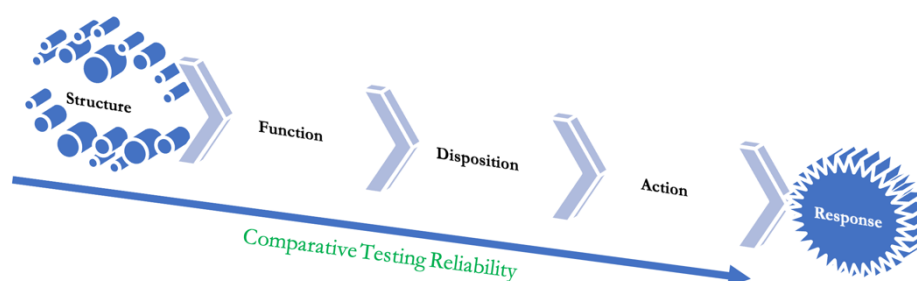 Structure
Function
Disposition
Action
Response
Comparative Testing Reliability